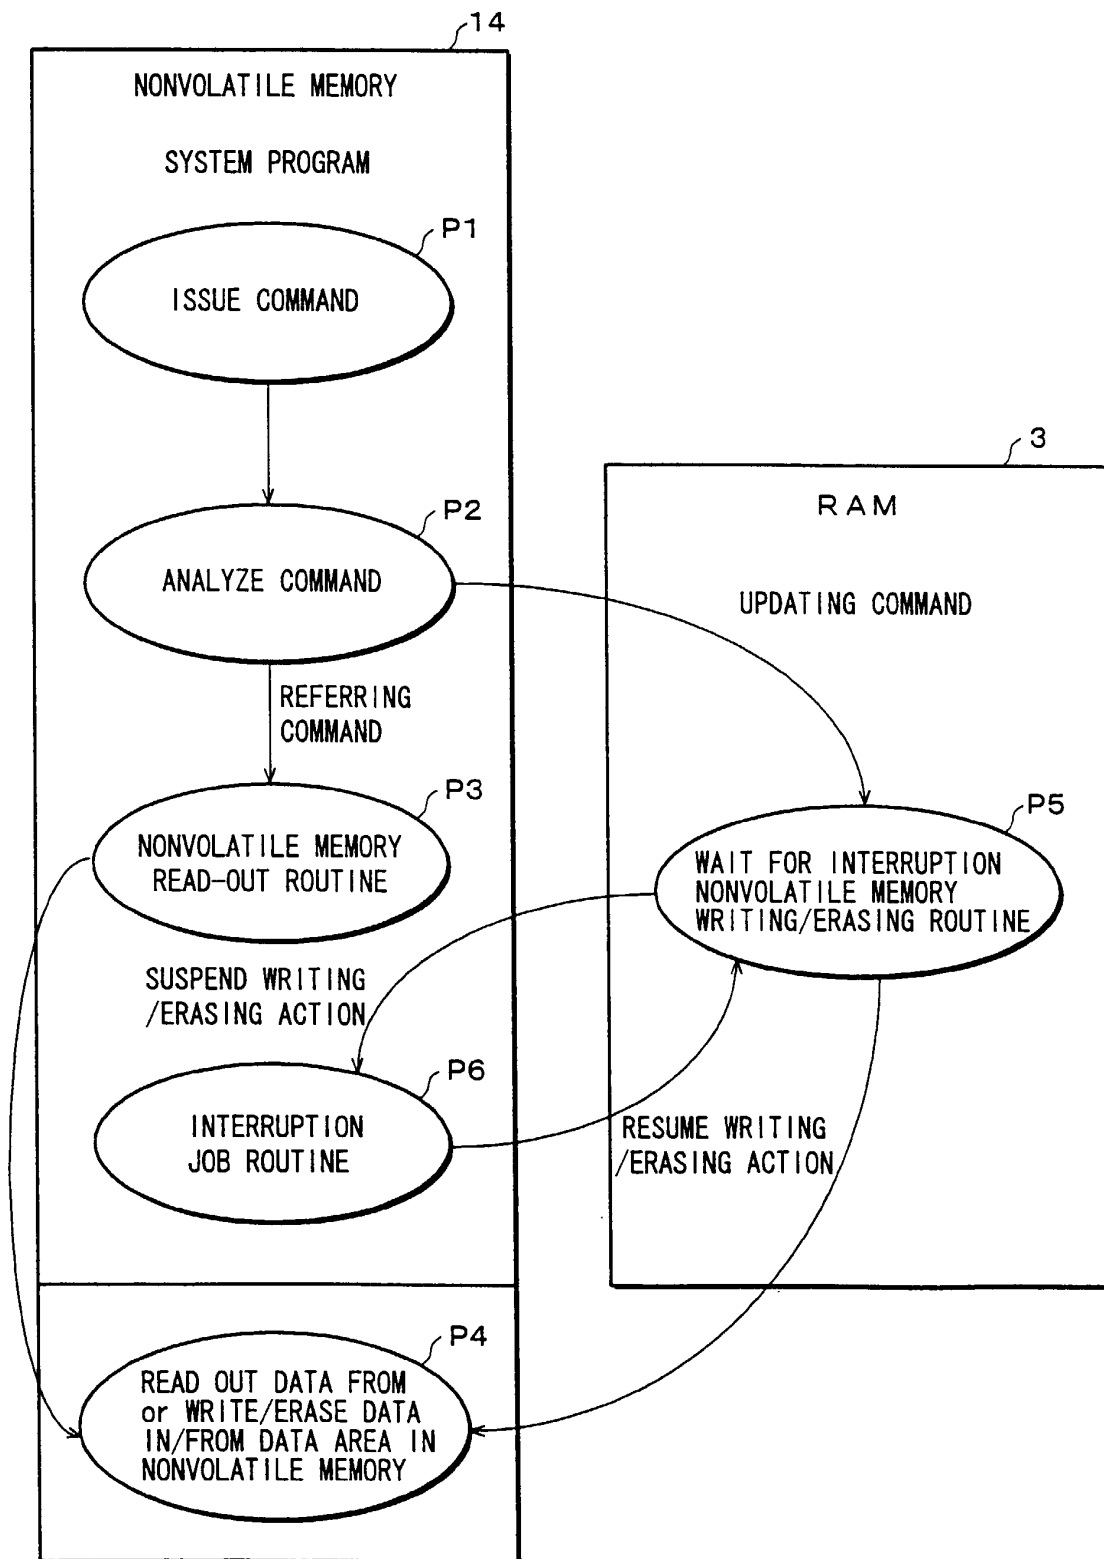 14
NONVOLATILE MEMORY
SYSTEM PROGRAM
P1
ISSUE COMMAND
3
RAM
P2
ANALYZE COMMAND
UPDATING COMMAND
REFERRING
COMMAND
P3
NONVOLATILE MEMORY
READ-OUT ROUTINE
P5
WAIT FOR INTERRUPTION
NONVOLATILE MEMORY
WRITING/ERASING ROUTINE
SUSPEND WRITING
/ERASING ACTION
P6
INTERRUPTION
JOB ROUTINE
RESUME WRITING
/ERASING ACTION
P4
READ OUT DATA FROM
or WRITE/ERASE DATA
IN/FROM DATA AREA IN
NONVOLATILE MEMORY